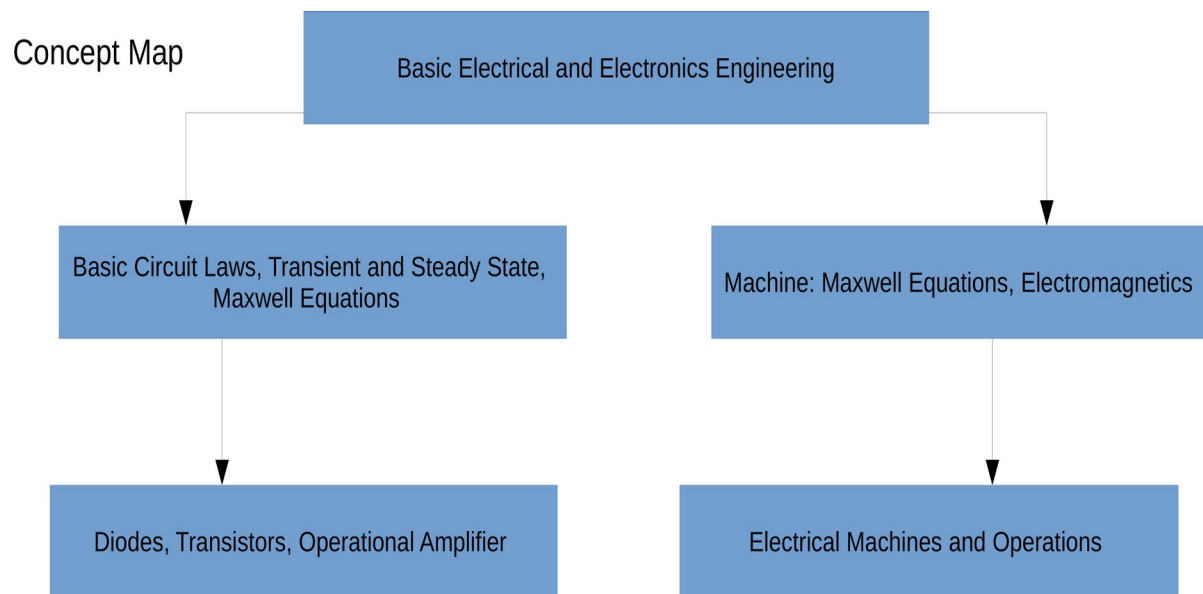 Concept Map
Basic Electrical and Electronics Engineering
Basic Circuit Laws, Transient and Steady State,
Maxwell Equations
Machine: Maxwell Equations, Electromagnetics
Diodes, Transistors, Operational Amplifier
Electrical Machines and Operations